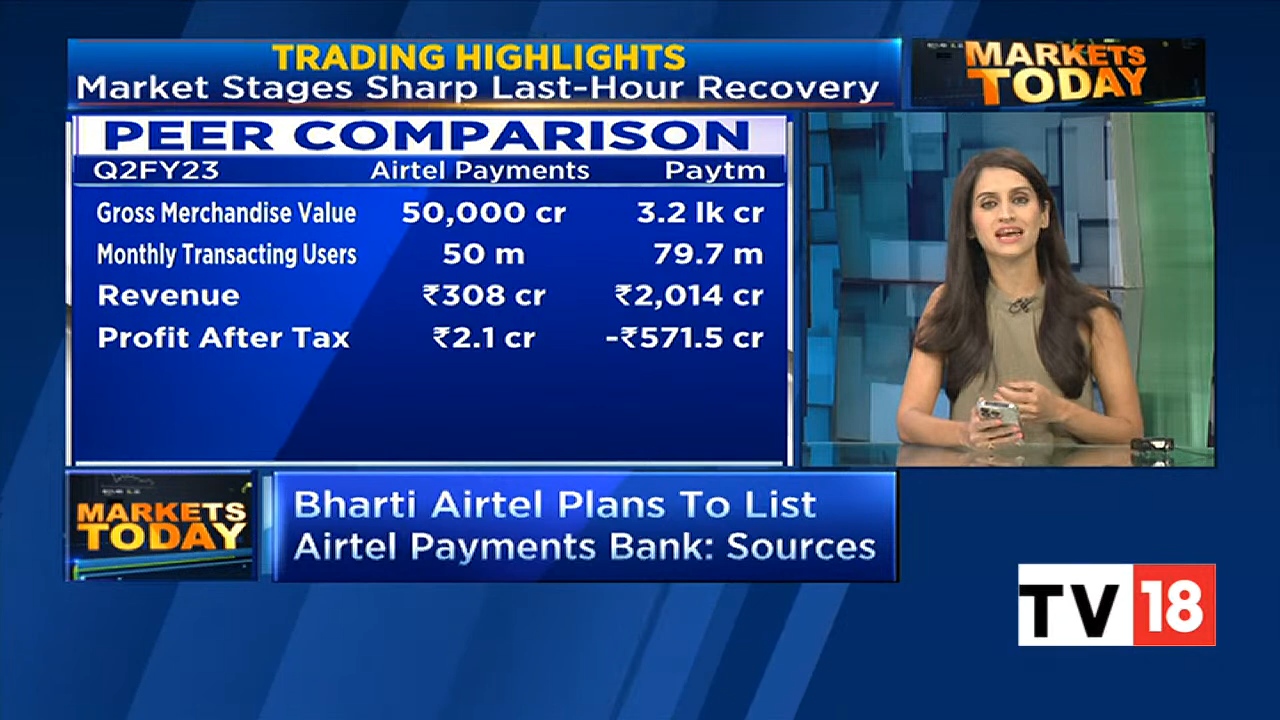 TRADING HIGHLIGHTS
Market Stages Sharp Last-Hour Recovery
MARKETS
TODAY
PEER COMPARISON
Q2FY23 Airtel Payments Paytm
Gross Merchandise Value 50,000 cr 3.2 lk cr
Monthly Transacting Users 50 m 79.7 m
Revenue ₹308 cr ₹2,014 cr
Profit After Tax ₹2.1 cr -₹571.5 cr
MARKETS
TODAY
Bharti Airtel Plans To List
Airtel Payments Bank: Sources
TV18